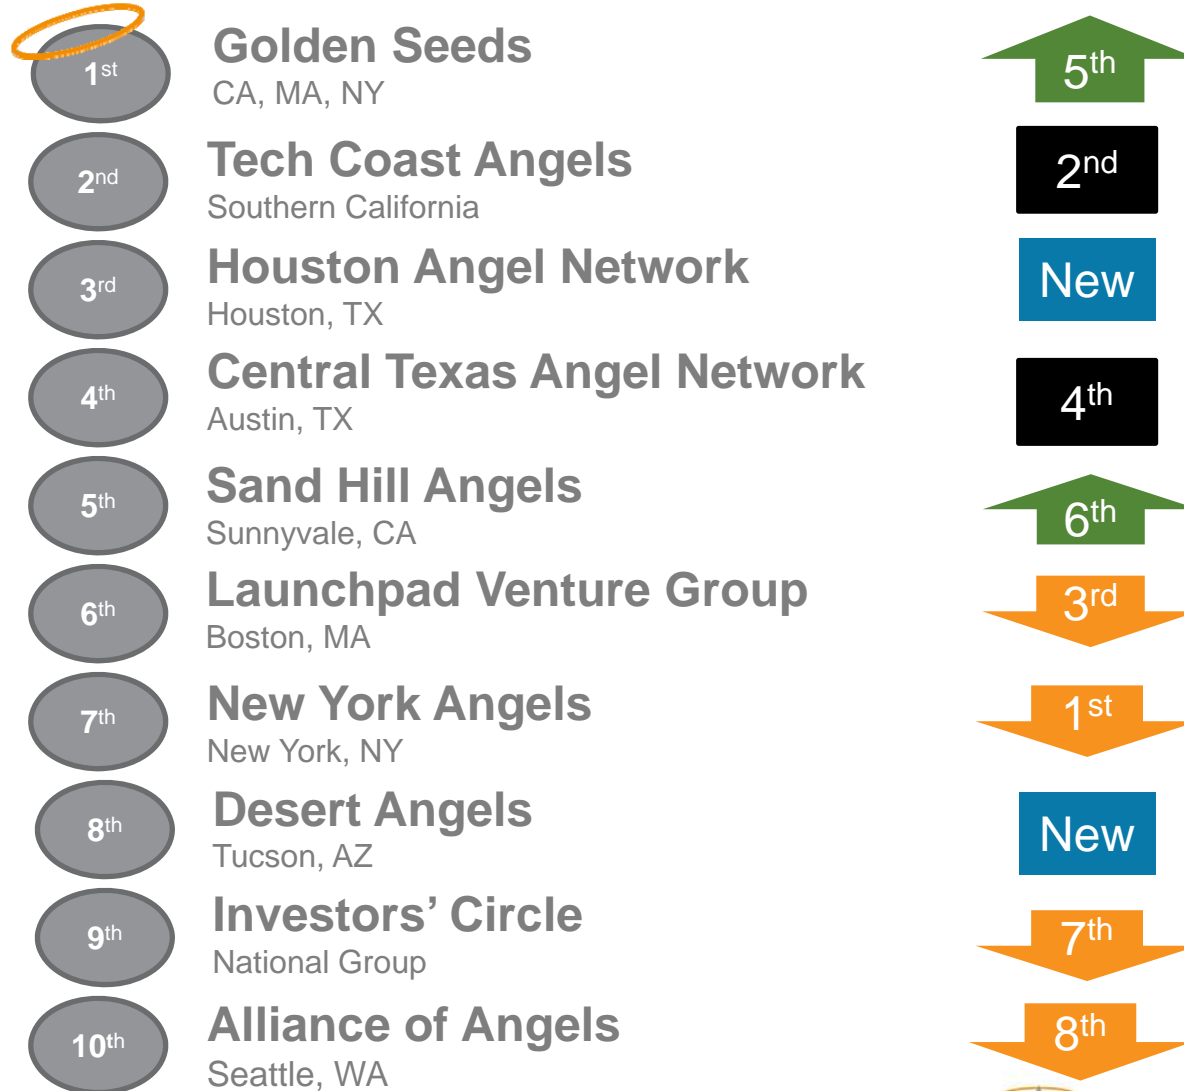 1st Golden Seeds 5th
CA, MA, NY
2nd Tech Coast Angels 2nd
Southern California
3rd Houston Angel Network New
Houston, TX
4th Central Texas Angel Network 4th
Austin, TX
5th Sand Hill Angels 6th
Sunnyvale, CA
6th Launchpad Venture Group 3rd
Boston, MA
7th New York Angels 1st
New York, NY
8th Desert Angels New
Tucson, AZ
9th Investors’ Circle 7th
National Group
10th Alliance of Angels 8th
Seattle, WA